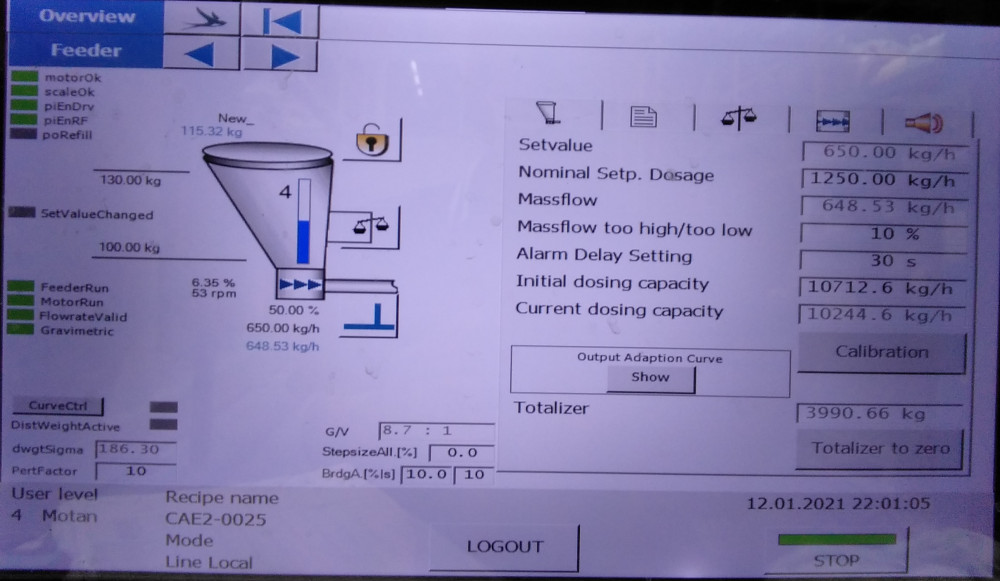 Overview
Feeder
motorOk
scaleOk
piEnDrv
piEnRF
poRefill
New_
115.32 kg
130.00 kg
4
SetValueChanged
100.00 kg
FeederRun
MotorRun
FlowrateValid
Gravimetric
6.35 %
53 rpm
50.00 %
650.00 kg/h
648.53 kg/h
CurveCtrl
DistWeightActive
dwgtSigma 186.30
PertFactor 10
G/V 8.7 : 1
StepsizeAll.[%] 0.0
BrdgA.[%|s] 10.0 10
Setvalue 650.00 kg/h
Nominal Setp. Dosage 1250.00 kg/h
Massflow 648.53 kg/h
Massflow too high/too low 10 %
Alarm Delay Setting 30 s
Initial dosing capacity 10712.6 kg/h
Current dosing capacity 10244.6 kg/h
Calibration
Output Adaption Curve
Show
Totalizer 3990.66 kg
Totalizer to zero
User level
4 Motan
Recipe name
CAE2-0025
Mode
Line Local
LOGOUT
12.01.2021 22:01:05
STOP